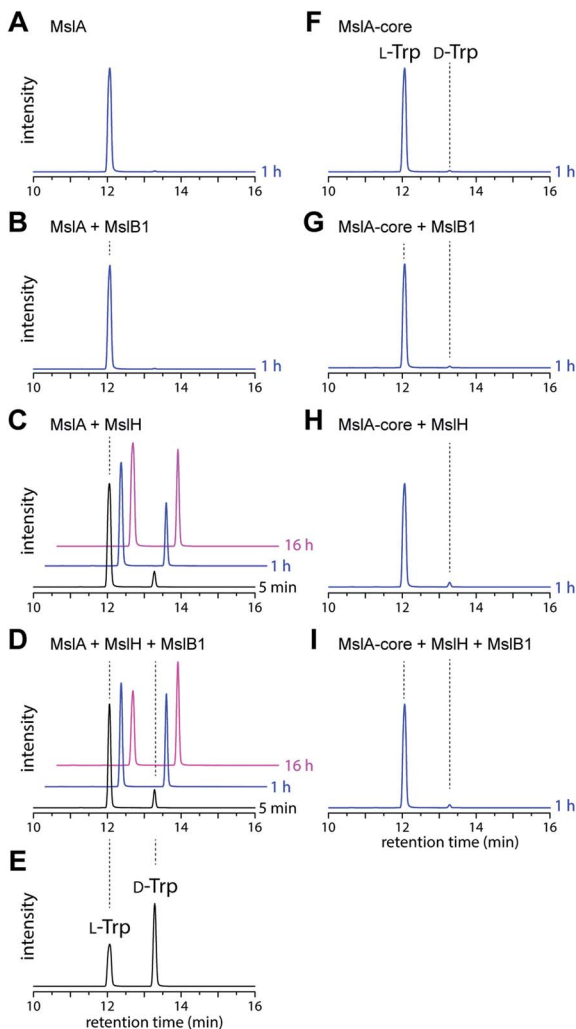 A MslA
intensity
1 h
10 12 14 16
B MslA + MslB1
intensity
1 h
10 12 14 16
C MslA + MslH
intensity
16 h
1 h
5 min
10 12 14 16
D MslA + MslH + MslB1
intensity
16 h
1 h
5 min
10 12 14 16
E
intensity
L-Trp
D-Trp
10 12 14 16
retention time (min)
F MslA-core
L-Trp D-Trp
1 h
10 12 14 16
G MslA-core + MslB1
1 h
10 12 14 16
H MslA-core + MslH
1 h
10 12 14 16
I MslA-core + MslH + MslB1
1 h
10 12 14 16
retention time (min)